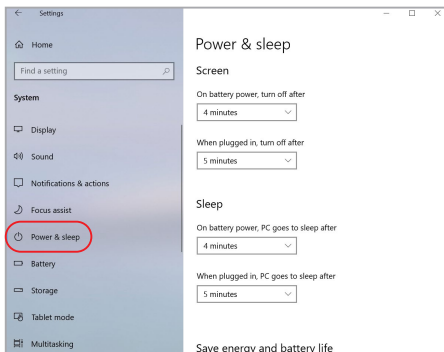 Settings
Home
Find a setting
System
Display
Sound
Notifications & actions
Focus assist
Power & sleep
Battery
Storage
Tablet mode
Multitasking
Power & sleep
Screen
On battery power, turn off after
4 minutes
When plugged in, turn off after
5 minutes
Sleep
On battery power, PC goes to sleep after
4 minutes
When plugged in, PC goes to sleep after
5 minutes
Save energy and battery life